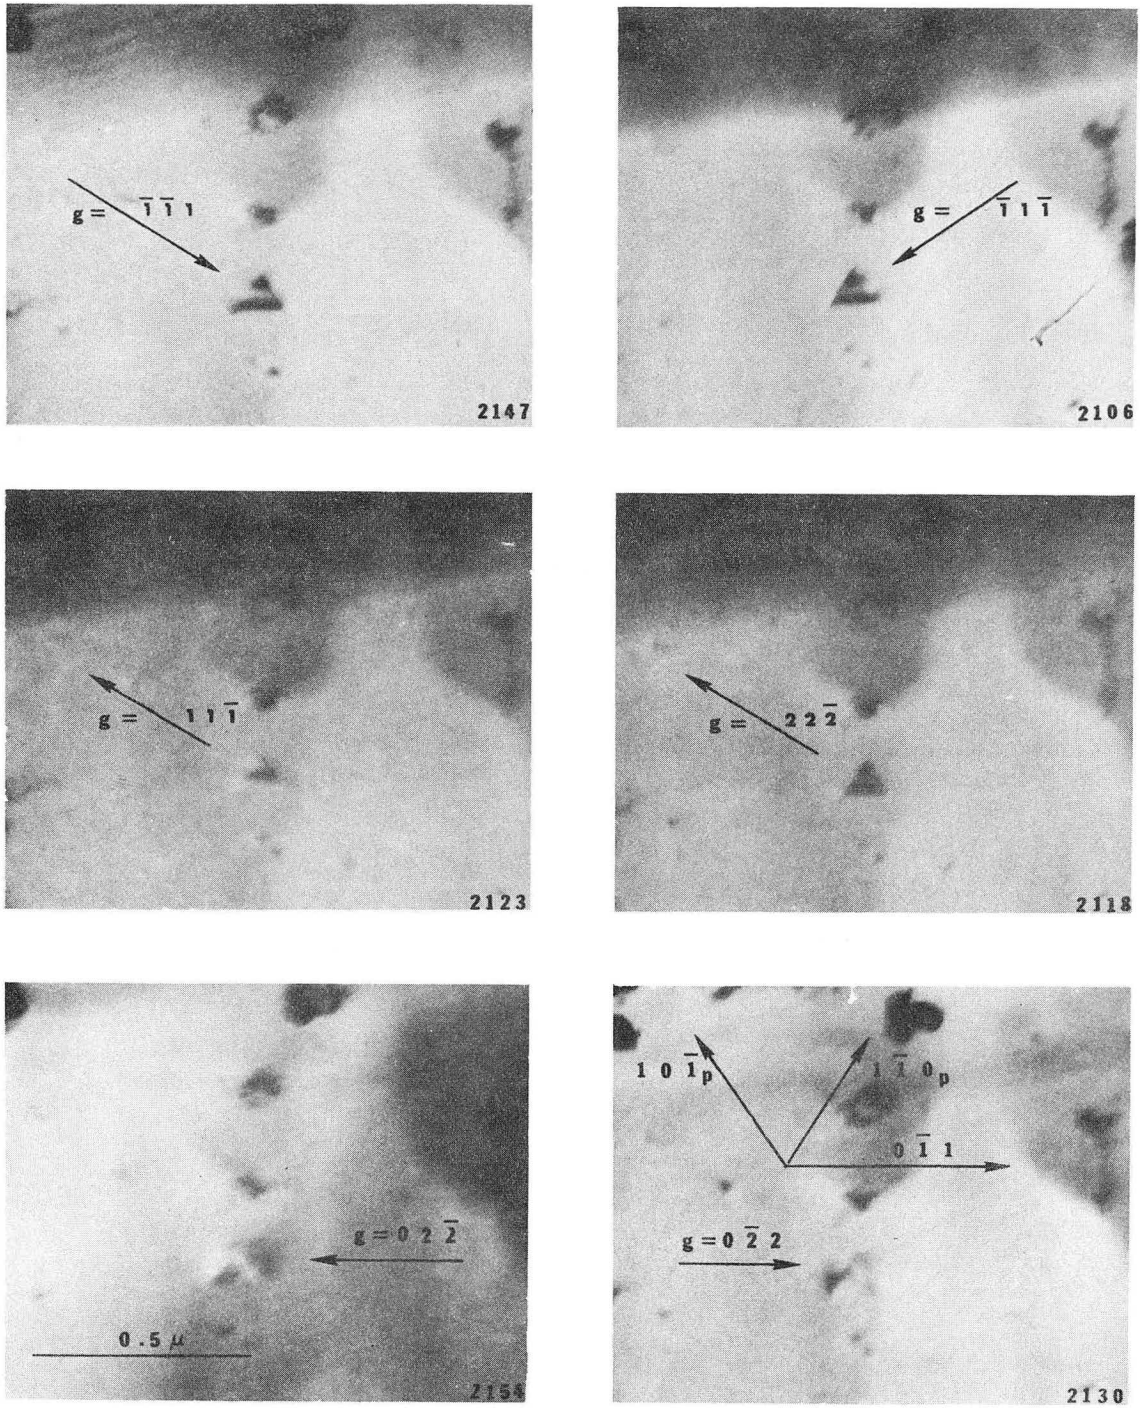 g = 1̅ 1̅ 1
2147
g = 1̅ 1 1̅
2106
g = 1 1 1̅
2123
g = 2 2 2̅
2118
g = 0 2 2̅
0.5 μ
2154
1 0 1̅ p
1 1̅ 0 p
0 1̅ 1
g = 0 2̅ 2
2130